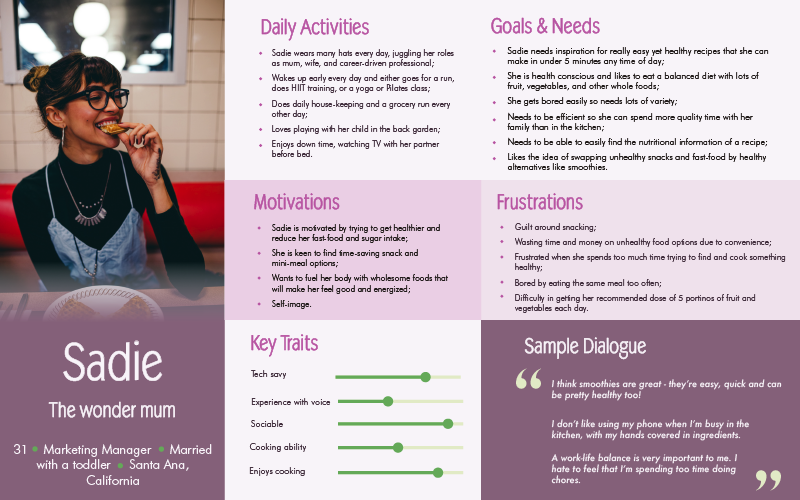 Sadie
The wonder mum
31 • Marketing Manager • Married
with a toddler • Santa Ana,
California
Daily Activities
Sadie wears many hats every day, juggling her roles
as mum, wife, and career-driven professional;
Wakes up early every day and either goes for a run,
does HIIT training, or a yoga or Pilates class;
Does daily house-keeping and a grocery run every
other day;
Loves playing with her child in the back garden;
Enjoys down time, watching TV with her partner
before bed.
Goals & Needs
Sadie needs inspiration for really easy yet healthy recipes that she can
make in under 5 minutes any time of day;
She is health conscious and likes to eat a balanced diet with lots of
fruit, vegetables, and other whole foods;
She gets bored easily so needs lots of variety;
Needs to be efficient so she can spend more quality time with her
family than in the kitchen;
Needs to be able to easily find the nutritional information of a recipe;
Likes the idea of swapping unhealthy snacks and fast-food by healthy
alternatives like smoothies.
Motivations
Sadie is motivated by trying to get healthier and
reduce her fast-food and sugar intake;
She is keen to find time-saving snack and
mini-meal options;
Wants to fuel her body with wholesome foods that
will make her feel good and energized;
Self-image.
Frustrations
Guilt around snacking;
Wasting time and money on unhealthy food options due to convenience;
Frustrated when she spends too much time trying to find and cook something
healthy;
Bored by eating the same meal too often;
Difficulty in getting her recommended dose of 5 portinos of fruit and
vegetables each day.
Key Traits
Tech savy
Experience with voice
Sociable
Cooking ability
Enjoys cooking
Sample Dialogue
“
I think smoothies are great - they're easy, quick and can
be pretty healthy too!
I don't like using my phone when I'm busy in the
kitchen, with my hands covered in ingredients.
A work-life balance is very important to me. I
hate to feel that I'm spending too time doing
chores.
”